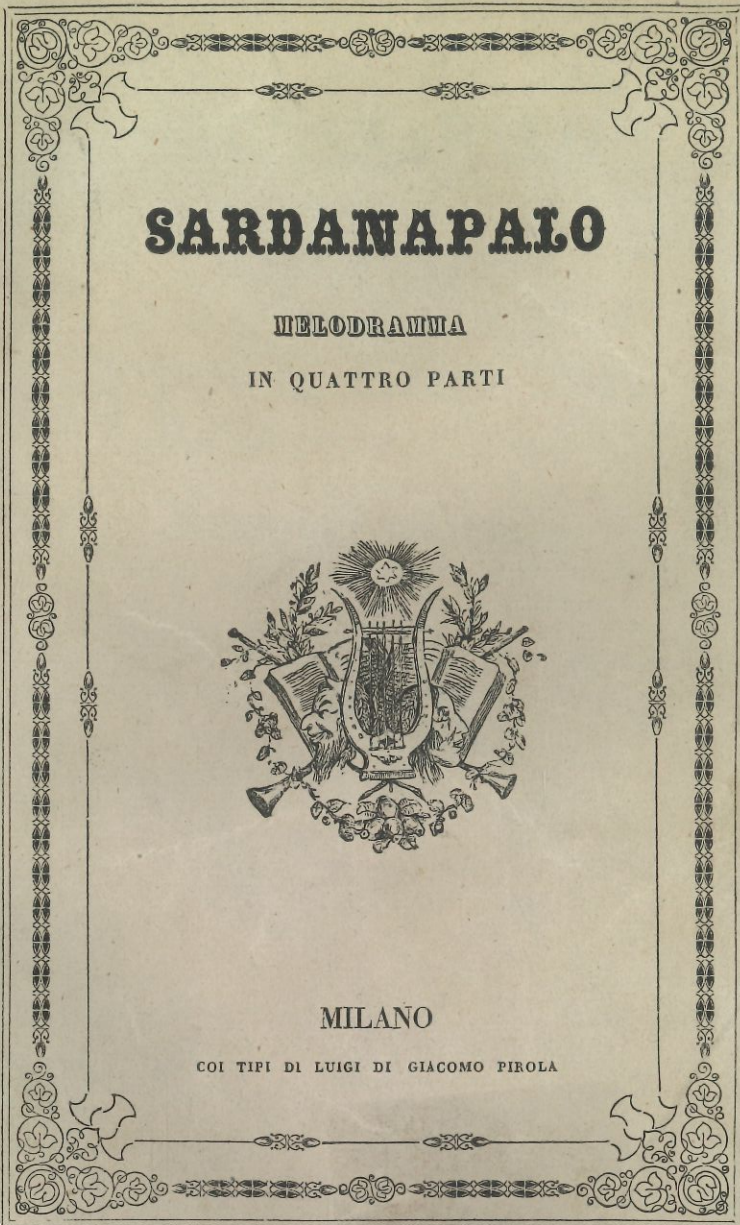 SARDANAPALO
MELODRAMMA
IN QUATTRO PARTI
MILANO
COI TIPI DI LUIGI DI GIACOMO PIROLA